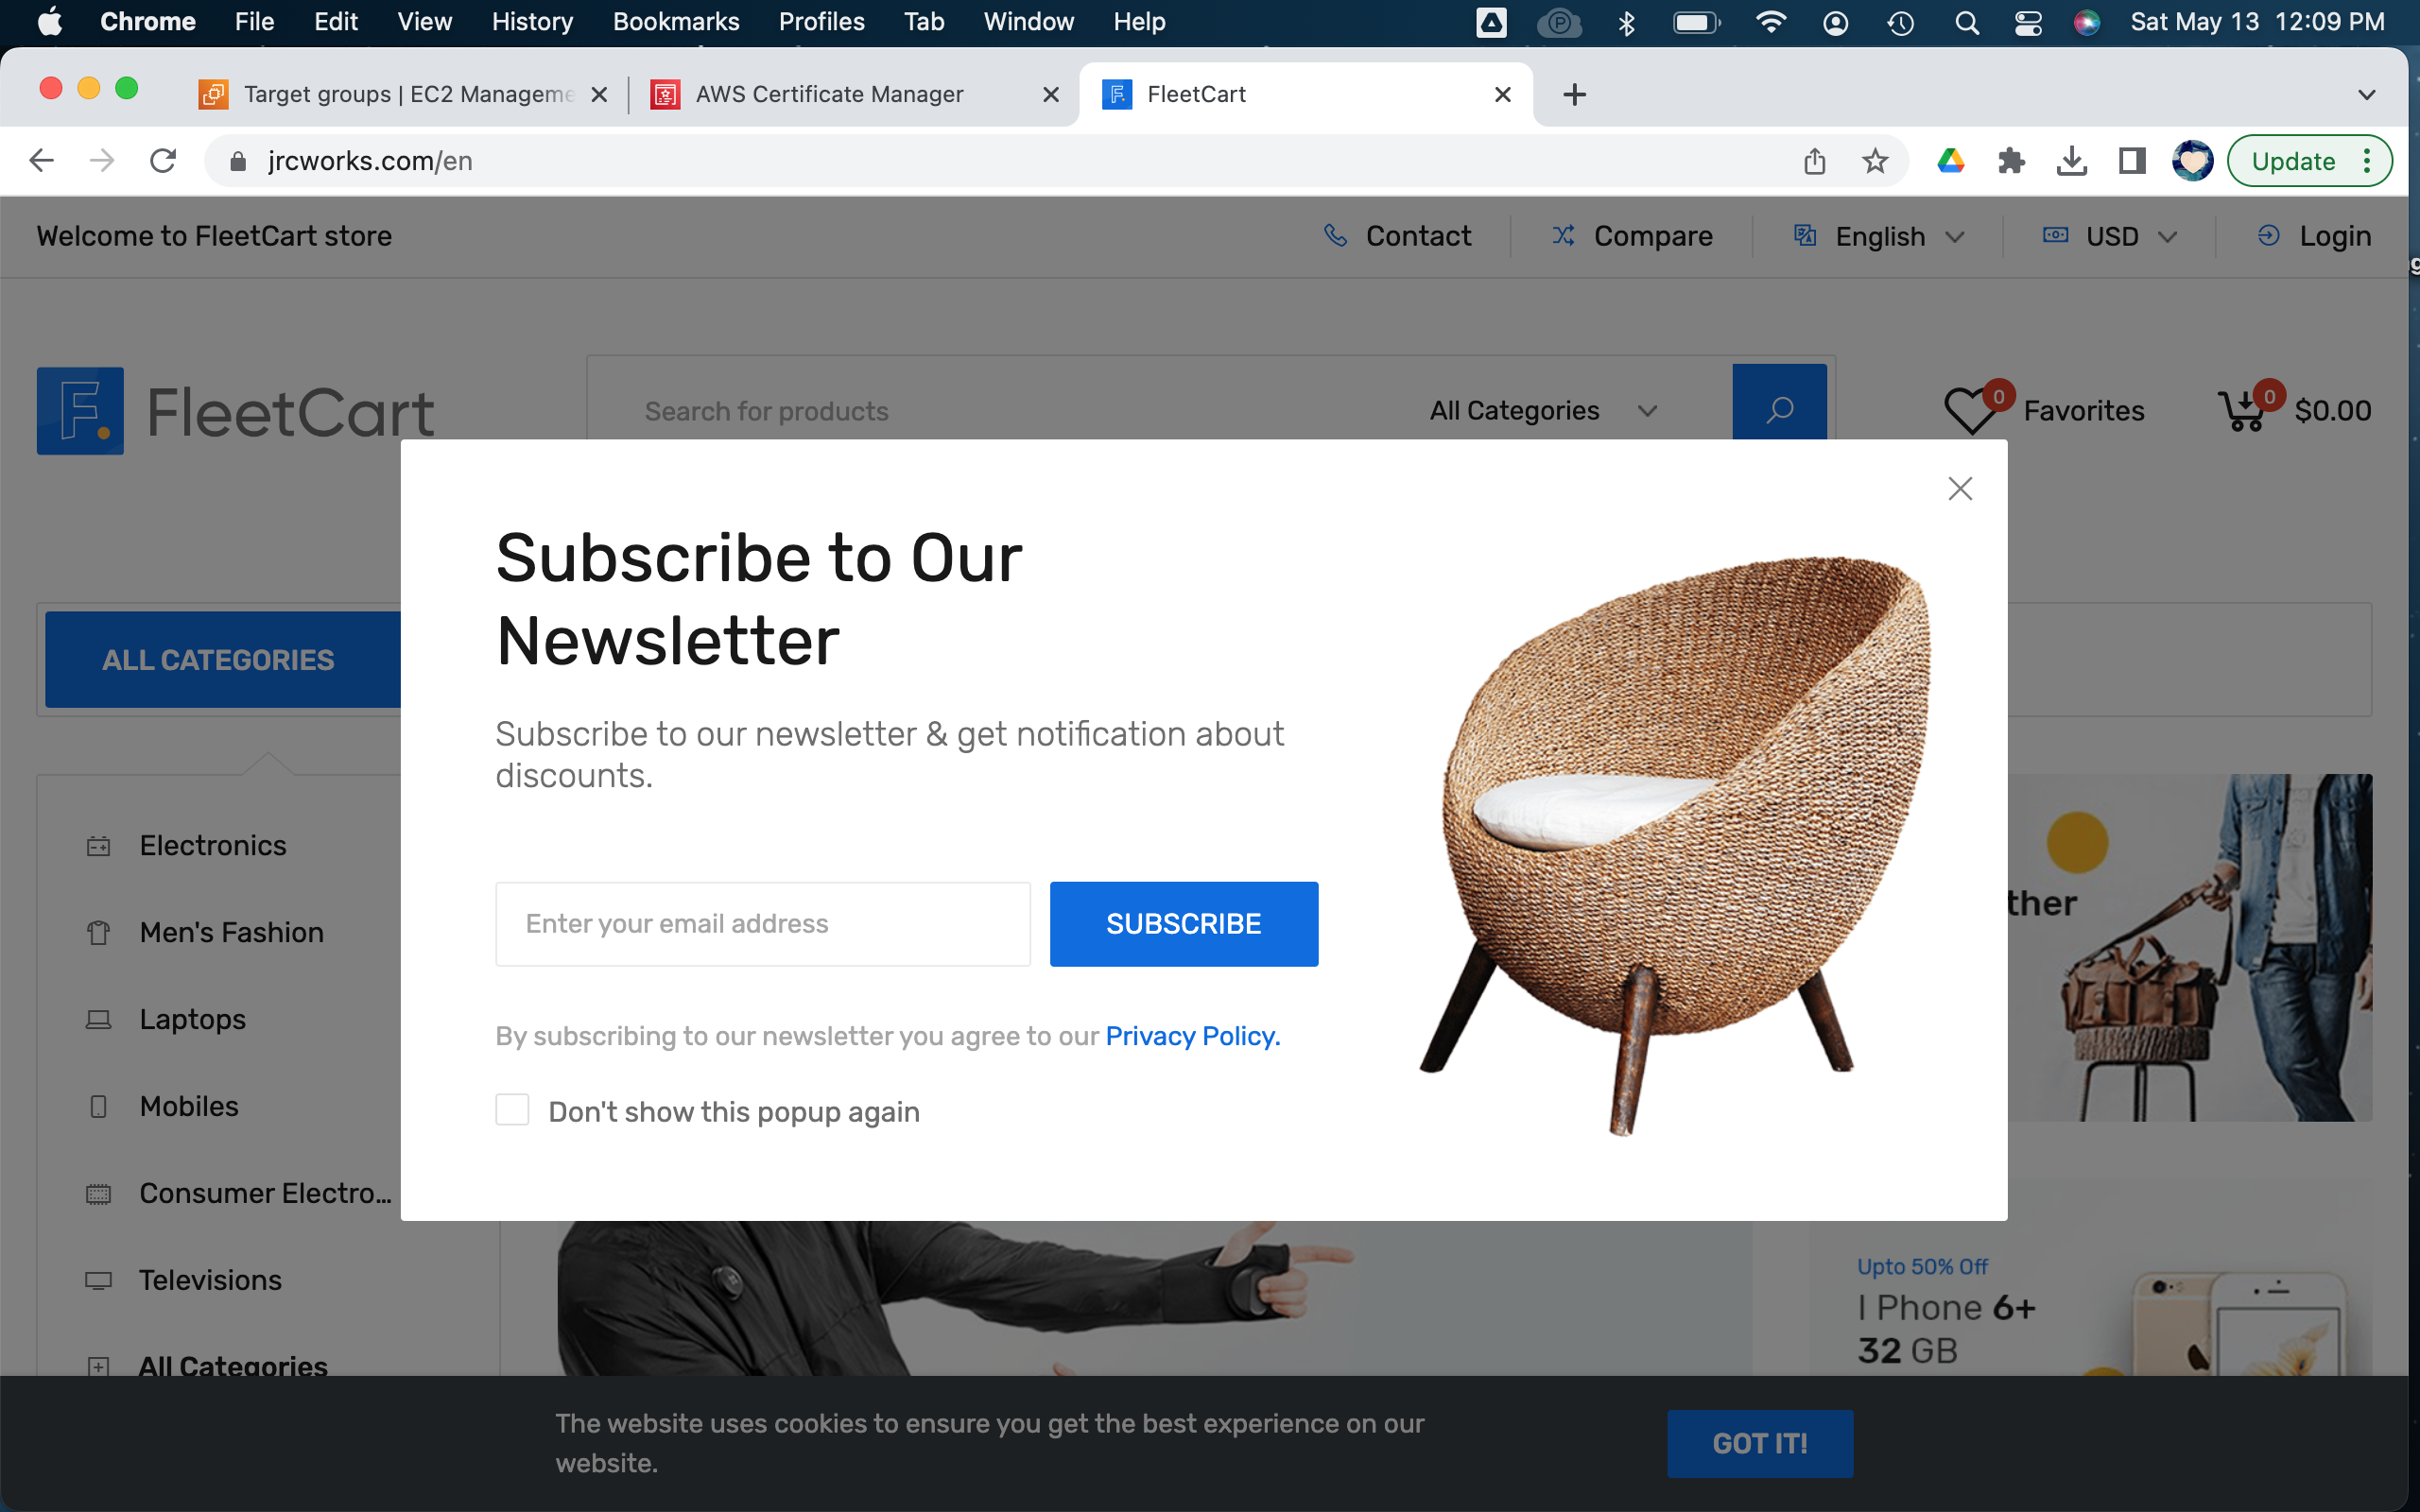 Chrome File Edit View History Bookmarks Profiles Tab Window Help Sat May 13 12:09 PM
Target groups | EC2 Manageme
AWS Certificate Manager
FleetCart
jrcworks.com/en
Update
Welcome to FleetCart store
Contact
Compare
English
USD
Login
FleetCart
Search for products
All Categories
0
Favorites
0
$0.00
Subscribe to Our
Newsletter
Subscribe to our newsletter & get notification about
discounts.
Enter your email address
SUBSCRIBE
By subscribing to our newsletter you agree to our Privacy Policy.
Don't show this popup again
ALL CATEGORIES
Electronics
Men's Fashion
Laptops
Mobiles
Consumer Electro...
Televisions
All Categories
ther
Upto 50% Off
I Phone 6+
32 GB
The website uses cookies to ensure you get the best experience on our
website.
GOT IT!